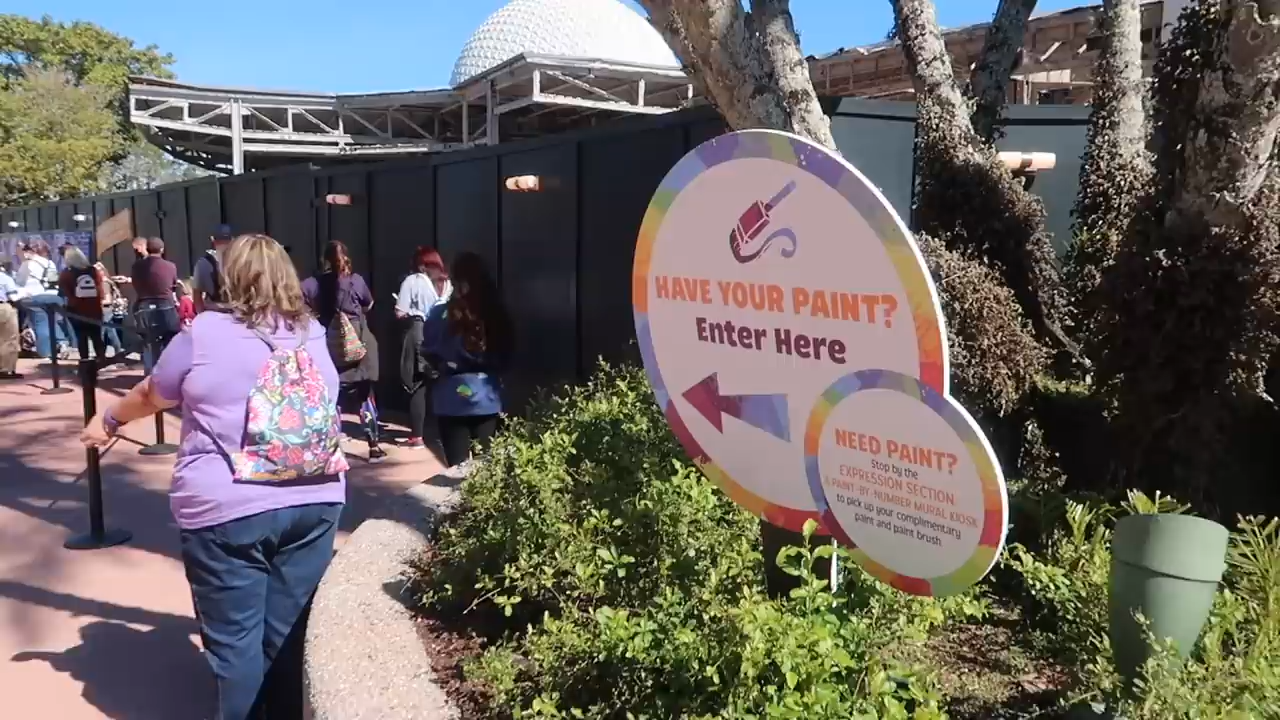 HAVE YOUR PAINT?
Enter Here
NEED PAINT?
Stop by the
EXPRESSION SECTION
A PAINT-BY-NUMBER MURAL KIOSK
to pick up your complimentary
paint and paint brush